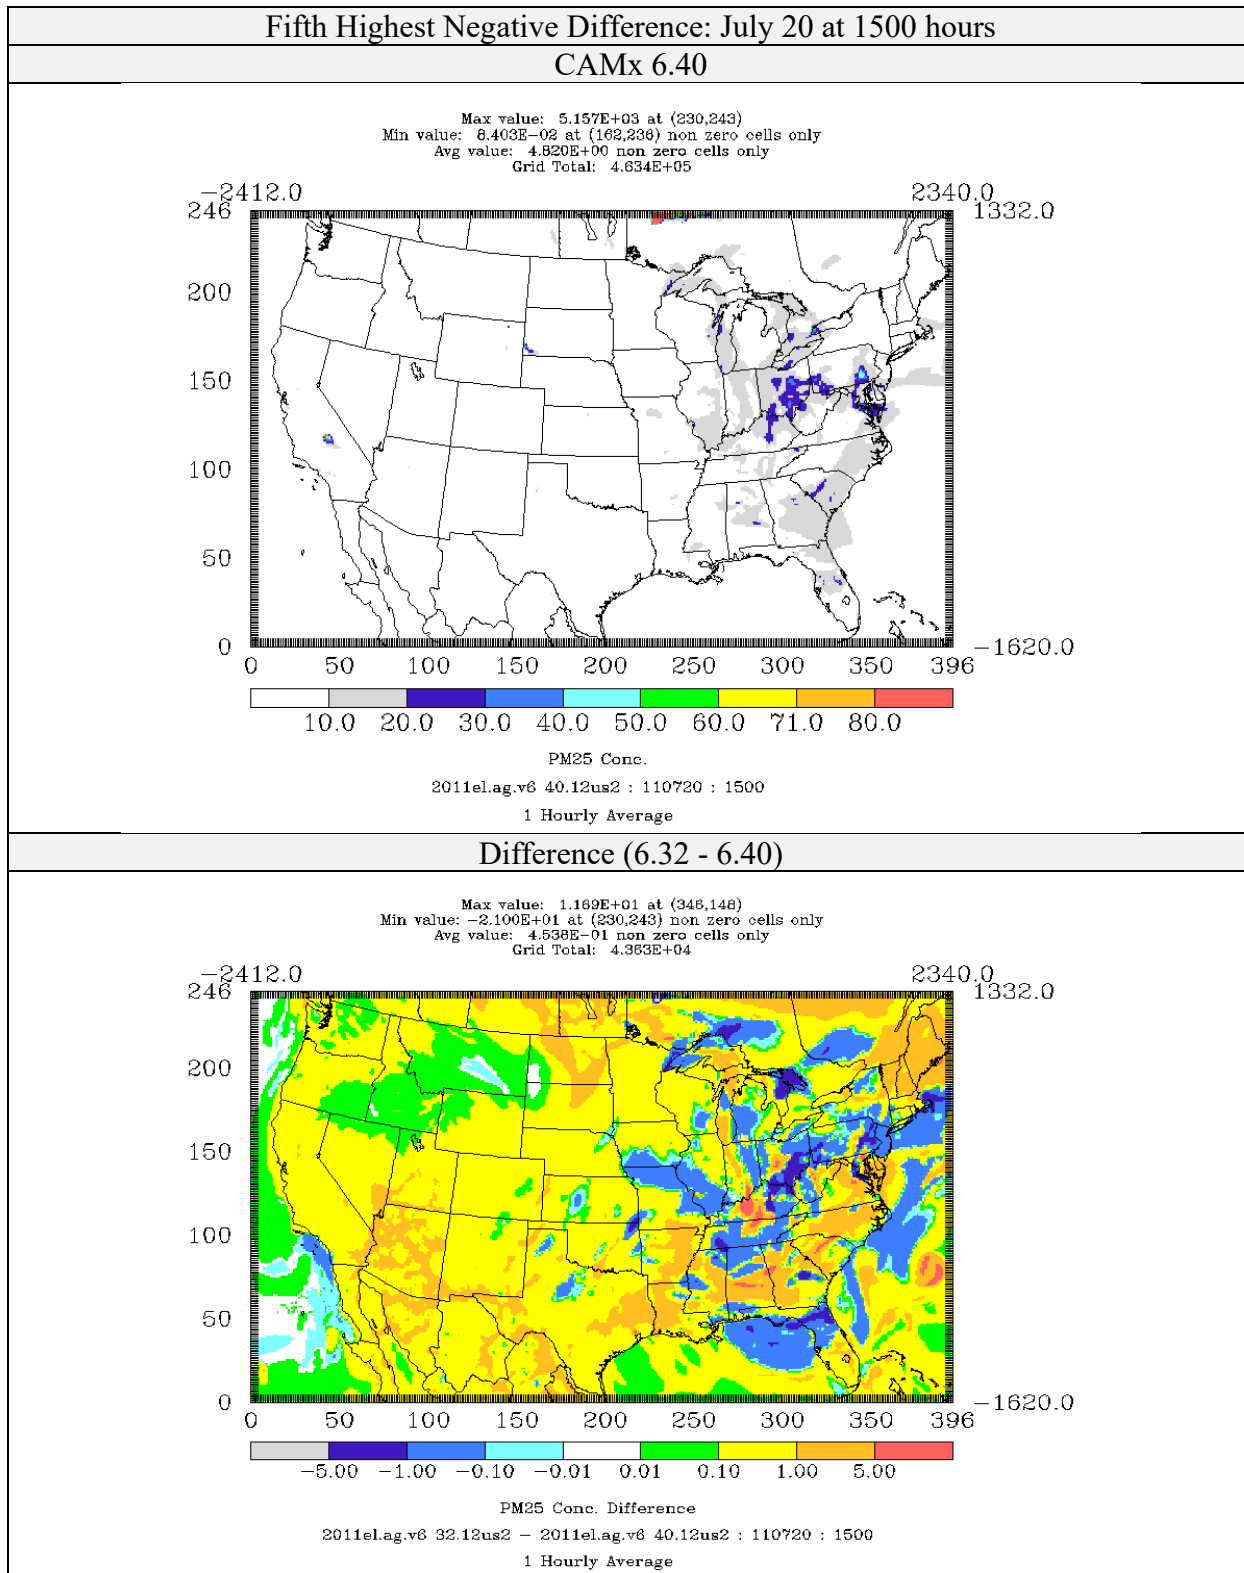 Fifth Highest Negative Difference: July 20 at 1500 hours
CAMx 6.40
Max value: 5.157E+03 at (230,243)
Min value: 8.403E-02 at (162,236) non zero cells only
Avg value: 4.820E+00 non zero cells only
Grid Total: 4.634E+05
-2412.0 2340.0
246 1332.0
200
150
100
50
0 -1620.0
0 50 100 150 200 250 300 350 396
10.0 20.0 30.0 40.0 50.0 60.0 71.0 80.0
PM25 Conc.
2011el.ag.v6 40.12us2 : 110720 : 1500
1 Hourly Average
Difference (6.32 - 6.40)
Max value: 1.169E+01 at (346,148)
Min value: -2.100E+01 at (230,243) non zero cells only
Avg value: 4.538E-01 non zero cells only
Grid Total: 4.363E+04
-2412.0 2340.0
246 1332.0
200
150
100
50
0 -1620.0
0 50 100 150 200 250 300 350 396
-5.00 -1.00 -0.10 -0.01 0.01 0.10 1.00 5.00
PM25 Conc. Difference
2011el.ag.v6 32.12us2 - 2011el.ag.v6 40.12us2 : 110720 : 1500
1 Hourly Average